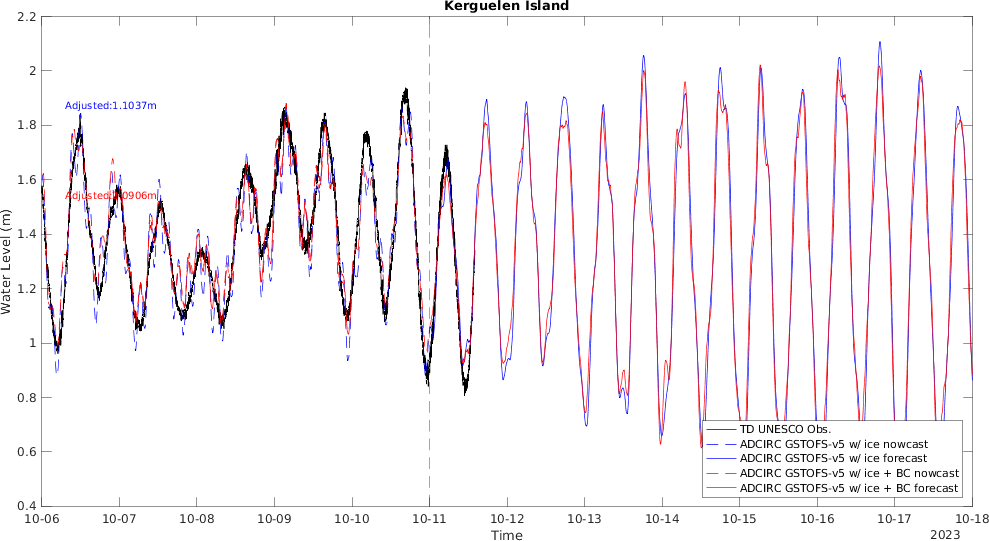 Kerguelen Island
2.2
2
1.8
1.6
1.4
1.2
1
0.8
0.6
0.4
Water Level (m)
Adjusted:1.1037m
Adjusted:1.0906m
TD UNESCO Obs.
ADCIRC GSTOFS-v5 w/ ice nowcast
ADCIRC GSTOFS-v5 w/ ice forecast
ADCIRC GSTOFS-v5 w/ ice + BC nowcast
ADCIRC GSTOFS-v5 w/ ice + BC forecast
10-06 10-07 10-08 10-09 10-10 10-11 10-12 10-13 10-14 10-15 10-16 10-17 10-18
Time
2023